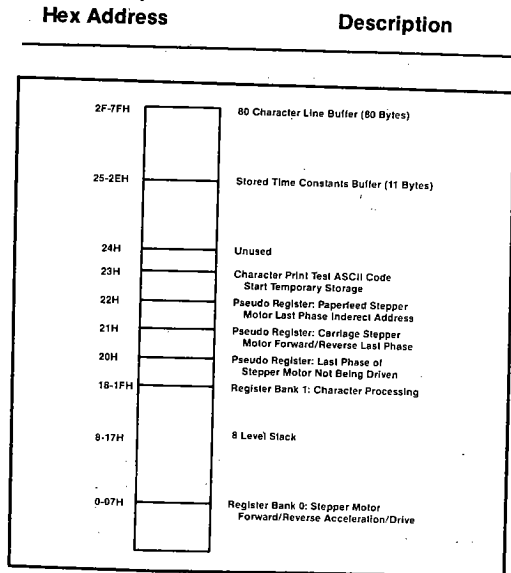 Hex Address Description
2F-7FH 80 Character Line Buffer (80 Bytes)
25-2EH Stored Time Constants Buffer (11 Bytes)
24H Unused
23H Character Print Test ASCII Code
Start Temporary Storage
22H Pseudo Register: Paperfeed Stepper
Motor Last Phase Inderect Address
21H Pseudo Register: Carriage Stepper
Motor Forward/Reverse Last Phase
20H Pseudo Register: Last Phase of
Stepper Motor Not Being Driven
18-1FH Register Bank 1: Character Processing
8-17H 8 Level Stack
0-07H Register Bank 0: Stepper Motor
Forward/Reverse Acceleration/Drive